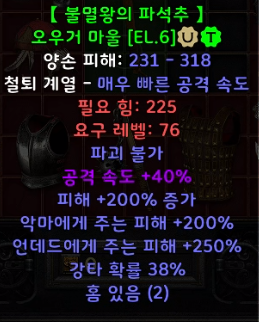 【 불멸왕의 파석추 】
오우거 마울 [EL.6] U T
양손 피해: 231 - 318
철퇴 계열 - 매우 빠른 공격 속도
필요 힘: 225
요구 레벨: 76
파괴 불가
공격 속도 +40%
피해 +200% 증가
악마에게 주는 피해 +200%
언데드에게 주는 피해 +250%
강타 확률 38%
홈 있음 (2)